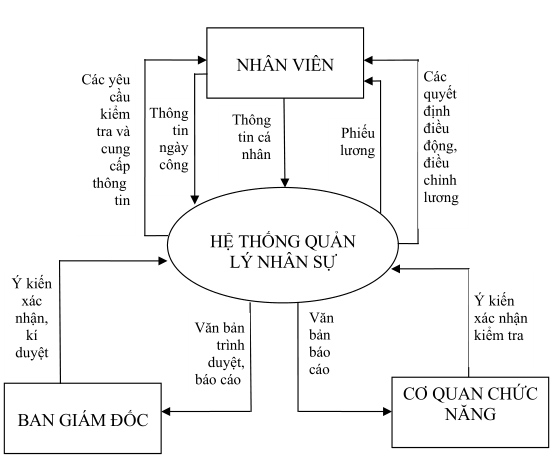 NHÂN VIÊN
Các yêu
cầu
kiểm
tra và
cung
cấp
thông
tin
Thông
tin
ngày
công
Thông
tin cá
nhân
Phiếu
lương
Các
quyết
định
điều
động,
điều
chỉnh
lương
HỆ THỐNG QUẢN
LÝ NHÂN SỰ
Ý kiến
xác
nhận,
kí
duyệt
Văn bản
trình
duyệt,
báo cáo
Văn
bản
báo
cáo
Ý kiến
xác nhận
kiểm tra
BAN GIÁM ĐỐC
CƠ QUAN CHỨC
NĂNG